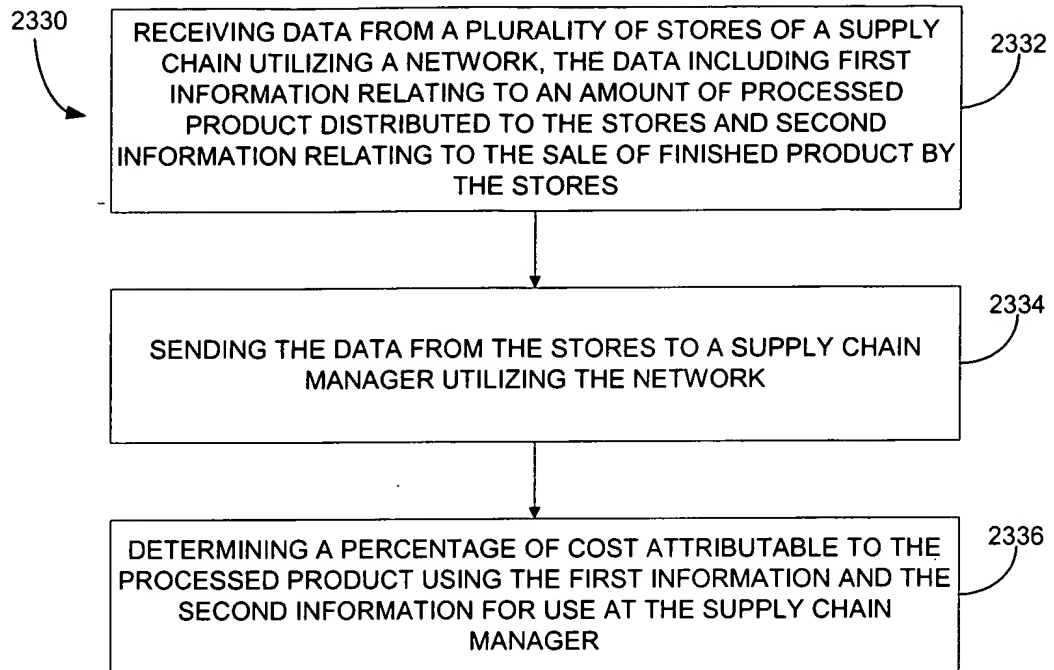 2330
RECEIVING DATA FROM A PLURALITY OF STORES OF A SUPPLY
CHAIN UTILIZING A NETWORK, THE DATA INCLUDING FIRST
INFORMATION RELATING TO AN AMOUNT OF PROCESSED
PRODUCT DISTRIBUTED TO THE STORES AND SECOND
INFORMATION RELATING TO THE SALE OF FINISHED PRODUCT BY
THE STORES
2332
SENDING THE DATA FROM THE STORES TO A SUPPLY CHAIN
MANAGER UTILIZING THE NETWORK
2334
DETERMINING A PERCENTAGE OF COST ATTRIBUTABLE TO THE
PROCESSED PRODUCT USING THE FIRST INFORMATION AND THE
SECOND INFORMATION FOR USE AT THE SUPPLY CHAIN
MANAGER
2336